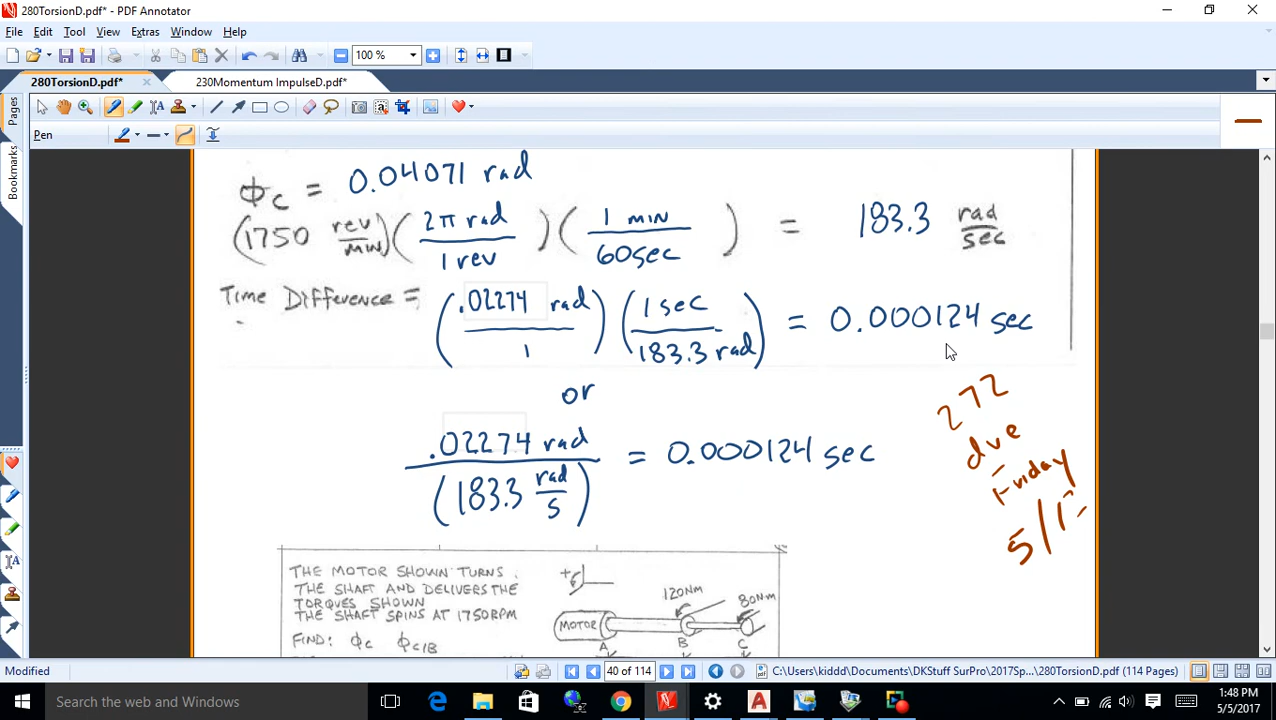 280TorsionD.pdf* - PDF Annotator
File Edit Tool View Extras Window Help
100 %
280TorsionD.pdf* 230Momentum ImpulseD.pdf*
Pen
Pages
Bookmarks
ΦC = 0.04071 rad
(1750 rev/min)(2π rad/1 rev)(1 min/60sec) = 183.3 rad/sec
Time Difference = (.02274 rad/1)(1 sec/183.3 rad) = 0.000124 sec
or
.02274 rad/(183.3 rad/s) = 0.000124 sec
272
due
Friday
THE MOTOR SHOWN TURNS
THE SHAFT AND DELIVERS THE
TORQUES SHOWN
THE SHAFT SPINS AT 1750RPM
FIND: ΦC ΦC/B
120NM
80NM
MOTOR
A B C
Modified
40 of 114
C:\Users\kiddd\Documents\DKStuff SurPro\2017Sp...\280TorsionD.pdf (114 Pages)
Search the web and Windows
1:48 PM
5/5/2017